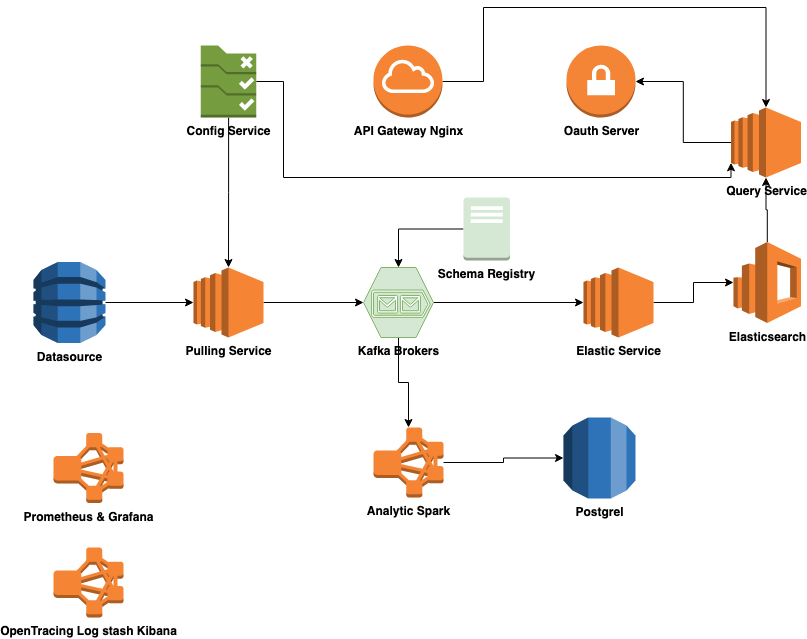 Config Service
API Gateway Nginx
Oauth Server
Query Service
Schema Registry
Datasource
Pulling Service
Kafka Brokers
Elastic Service
Elasticsearch
Analytic Spark
Postgrel
Prometheus & Grafana
OpenTracing Log stash Kibana